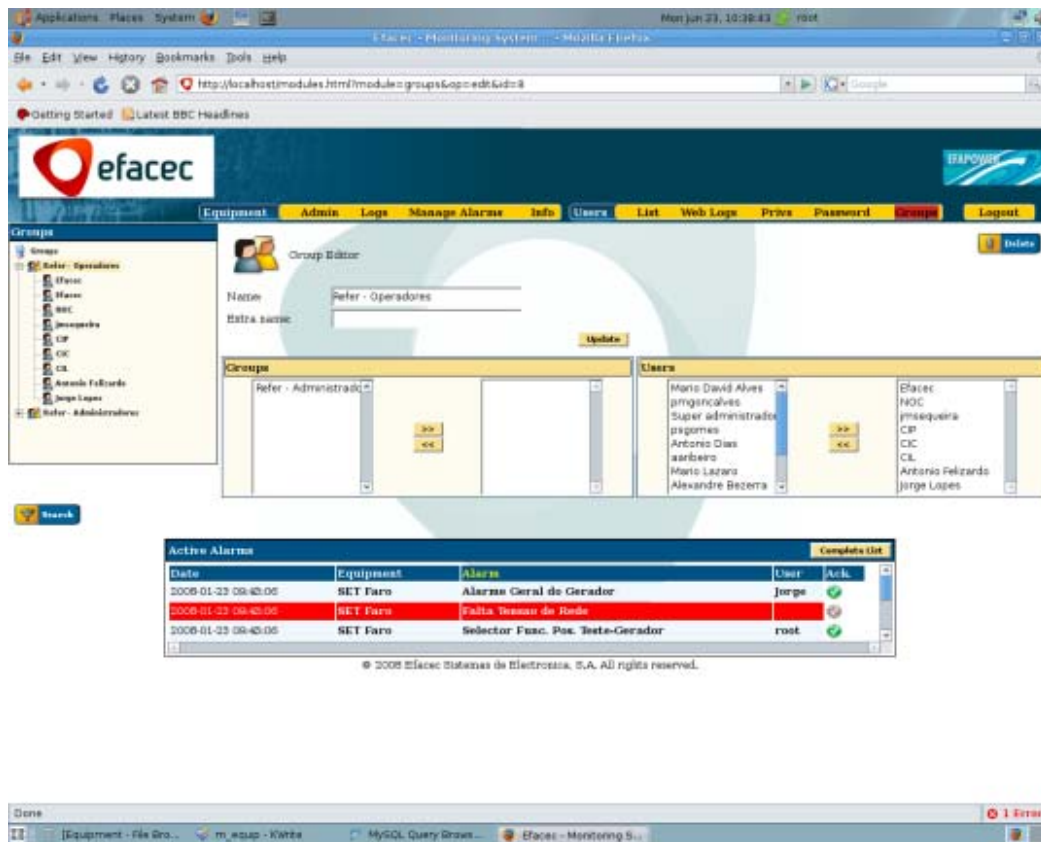 Applications Places System
Mon Jun 23, 10:38:43
root
Efacec - Monitoring System ... - Mozilla Firefox
File Edit View History Bookmarks Tools Help
http://localhost/modules.html?module=groups&op=edit&id=8
Google
Getting Started Latest BBC Headlines
efacec
EFAPOWER
Equipment Admin Logs Manage Alarms Info Users List Web Logs Privs Password Groups Logout
Groups
Groups
Refer - Operadores
Efacec
jmsequeira
CIP
CIC
CIL
Antonio Felizardo
Jorge Lopes
Refer - Administradores
Group Editor
Delete
Name Refer - Operadores
Extra name
Update
Groups
Refer - Administrado
>>
<<
Users
Mario David Alves
pmgoncalves
Super administrador
psgomes
Antonio Dias
Mario Lazaro
Alexandre Bezerra
>>
<<
Efacec
NOC
jmsequeira
CIP
CIC
CIL
Antonio Felizardo
Jorge Lopes
Search
Active Alarms Complete List
Date Equipment Alarm User Ack.
2008-01-23 09:45:06 SET Faro Alarme Geral do Gerador Jorge
2008-01-23 09:45:06 SET Faro Falta Tensao de Rede
2008-01-23 09:45:06 SET Faro Selector Func. Pos. Teste-Gerador root
© 2008 Efacec Sistemas de Electronica, S.A. All rights reserved.
Done
1 Error
[Equipment - File Bro... m_equip - KWrite MySQL Query Brows... Efacec - Monitoring S...